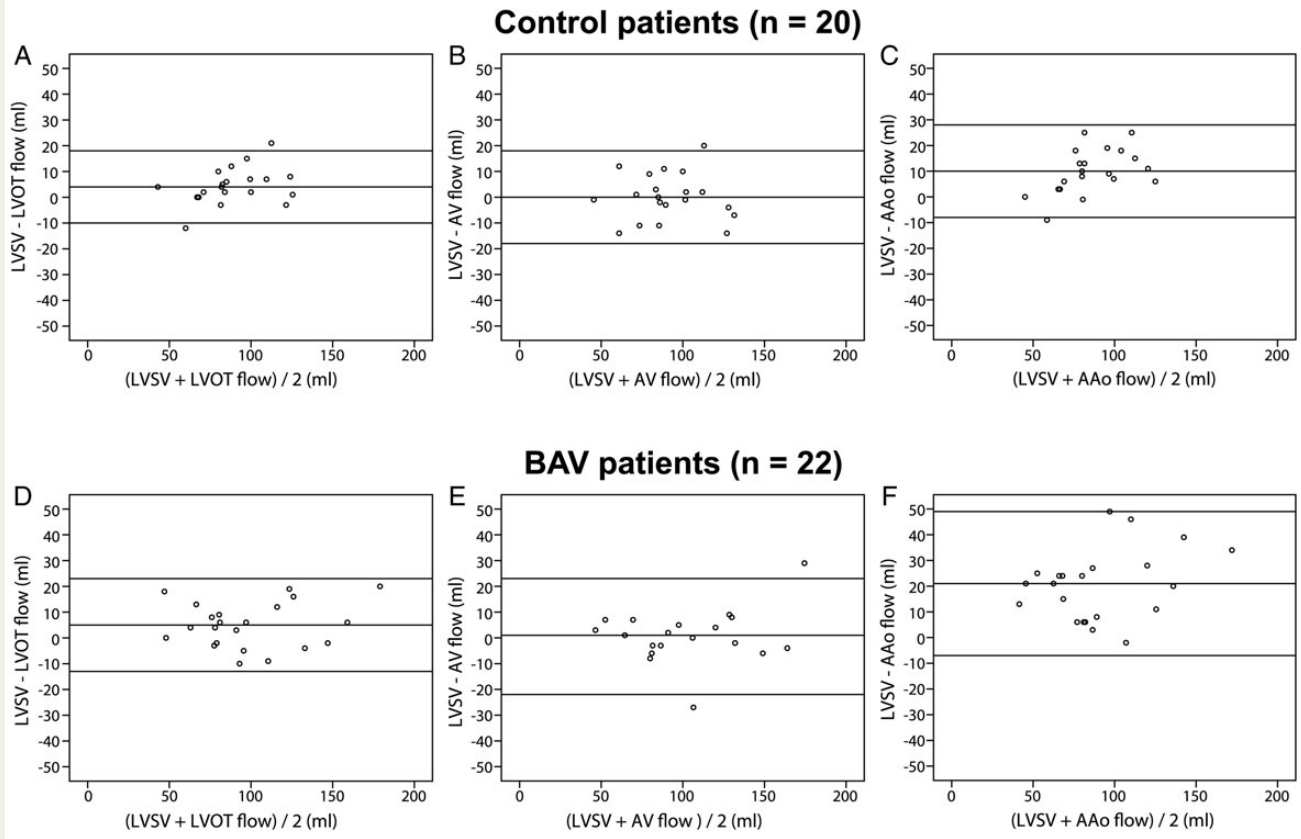 Control patients (n = 20)
A
50
40
30
20
10
0
-10
-20
-30
-40
-50
LVSV - LVOT flow (ml)
0 50 100 150 200
(LVSV + LVOT flow) / 2 (ml)
B
50
40
30
20
10
0
-10
-20
-30
-40
-50
LVSV - AV flow (ml)
0 50 100 150 200
(LVSV + AV flow) / 2 (ml)
C
50
40
30
20
10
0
-10
-20
-30
-40
-50
LVSV - AAo flow (ml)
0 50 100 150 200
(LVSV + AAo flow) / 2 (ml)
BAV patients (n = 22)
D
50
40
30
20
10
0
-10
-20
-30
-40
-50
LVSV - LVOT flow (ml)
0 50 100 150 200
(LVSV + LVOT flow) / 2 (ml)
E
50
40
30
20
10
0
-10
-20
-30
-40
-50
LVSV - AV flow (ml)
0 50 100 150 200
(LVSV + AV flow ) / 2 (ml)
F
50
40
30
20
10
0
-10
-20
-30
-40
-50
LVSV - AAo flow (ml)
0 50 100 150 200
(LVSV + AAo flow) / 2 (ml)